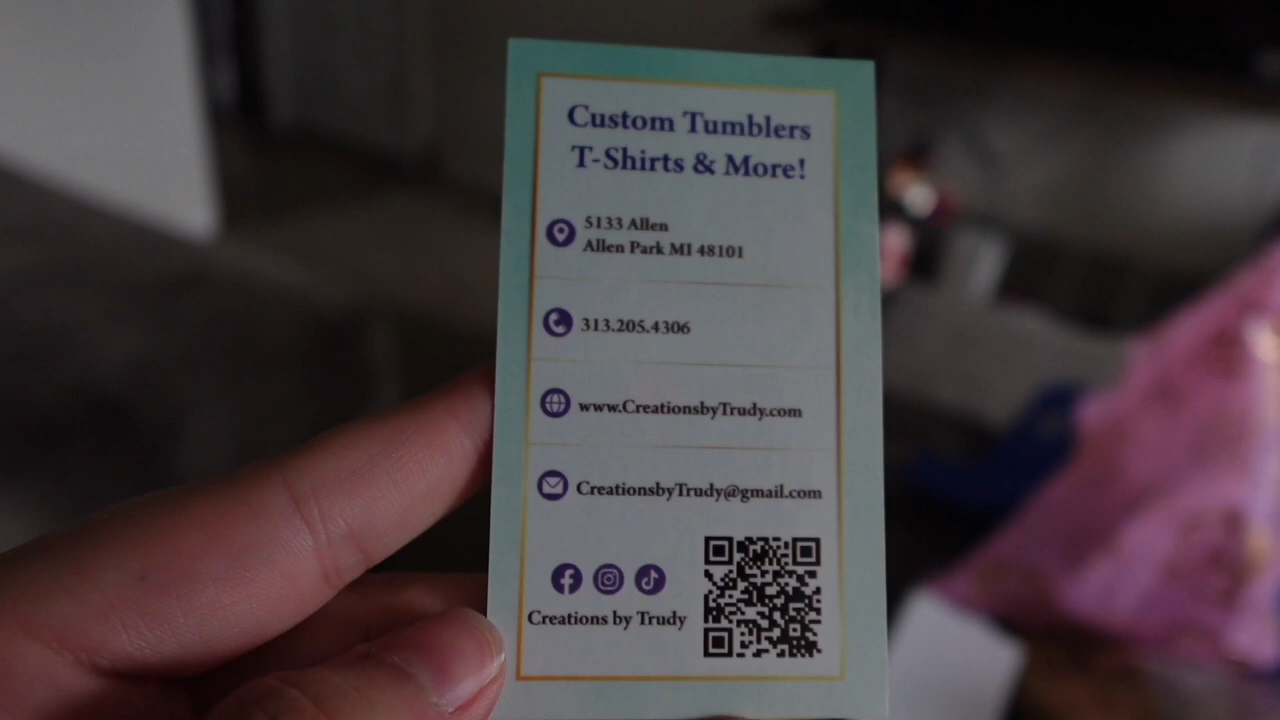 Custom Tumblers
T-Shirts & More!
5133 Allen
Allen Park MI 48101
313.205.4306
www.CreationsbyTrudy.com
CreationsbyTrudy@gmail.com
Creations by Trudy